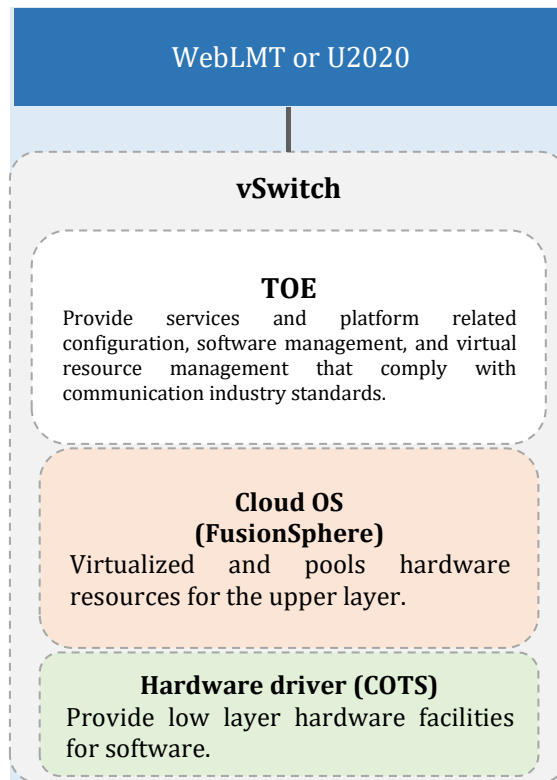 WebLMT or U2020
vSwitch
TOE
Provide services and platform related
configuration, software management, and virtual
resource management that comply with
communication industry standards.
Cloud OS
(FusionSphere)
Virtualized and pools hardware
resources for the upper layer.
Hardware driver (COTS)
Provide low layer hardware facilities
for software.